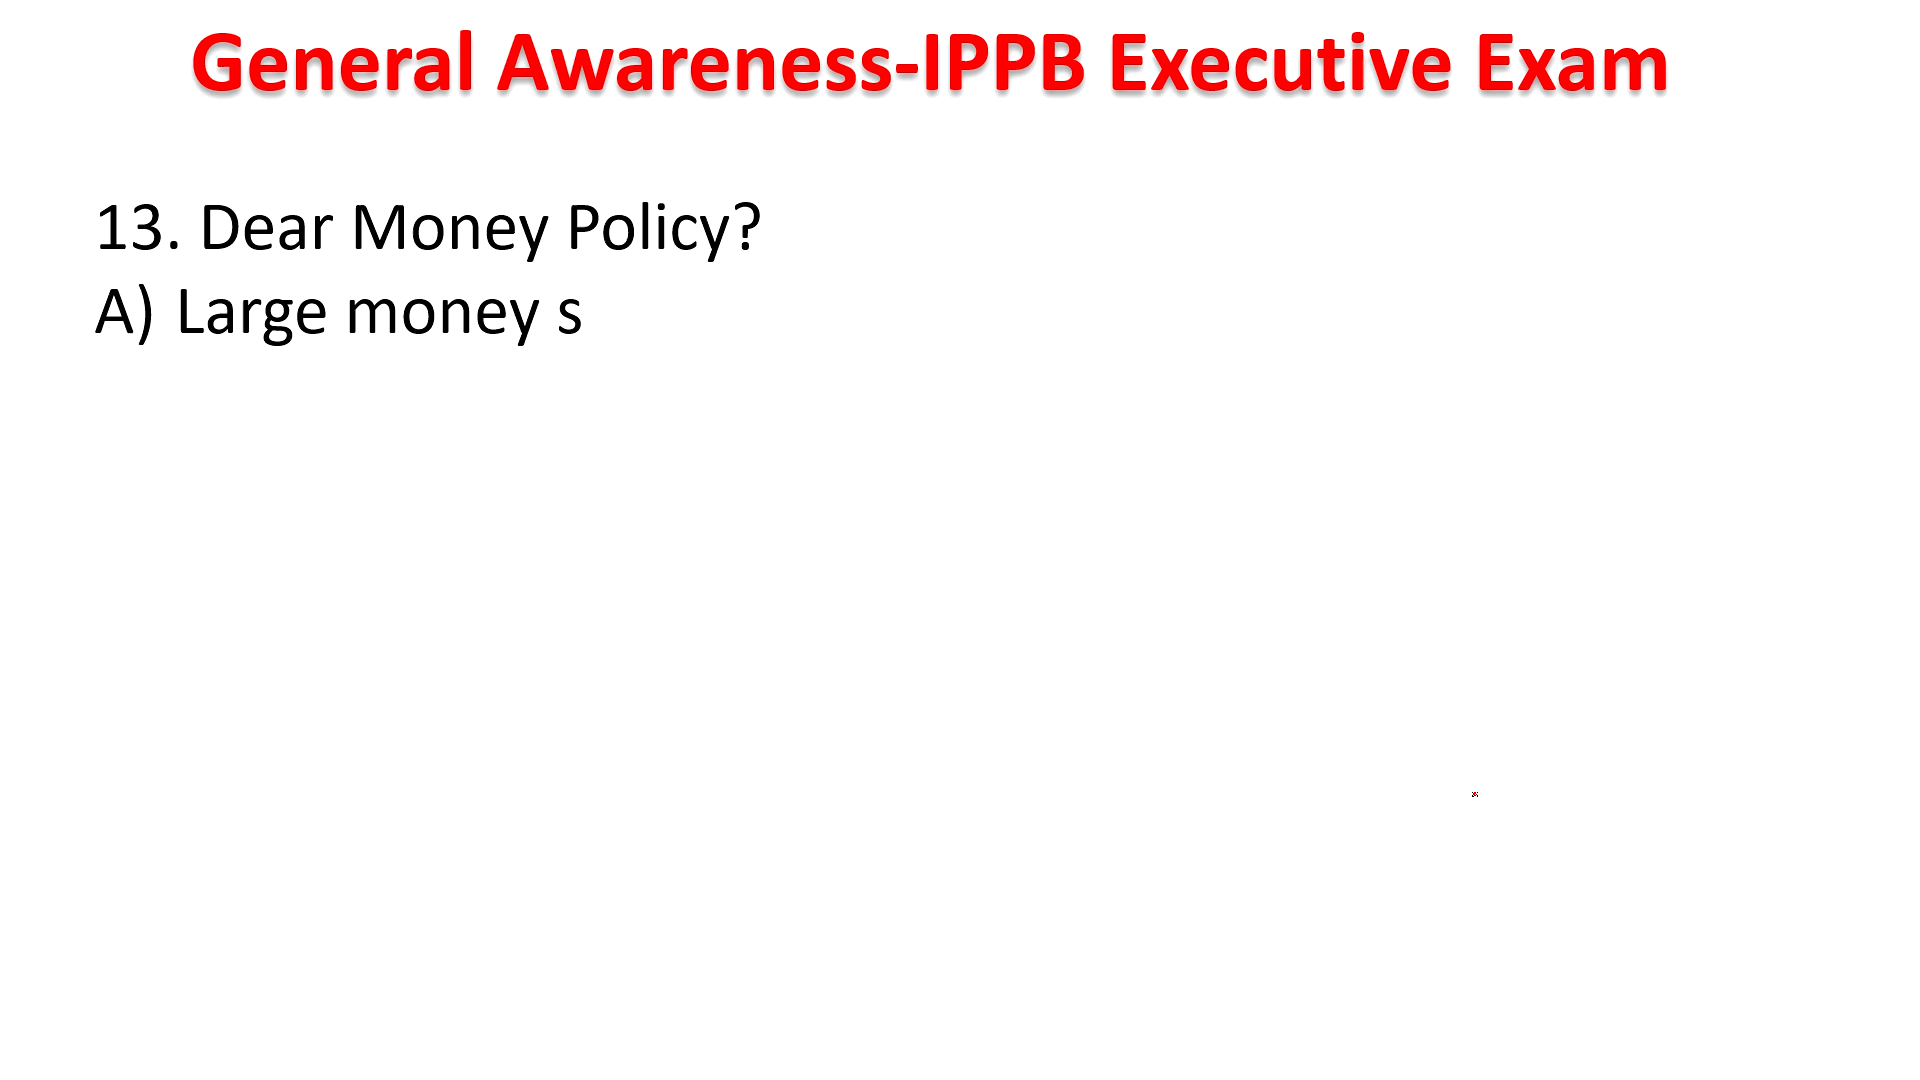 General Awareness-IPPB Executive Exam
13. Dear Money Policy?
A) Large money s